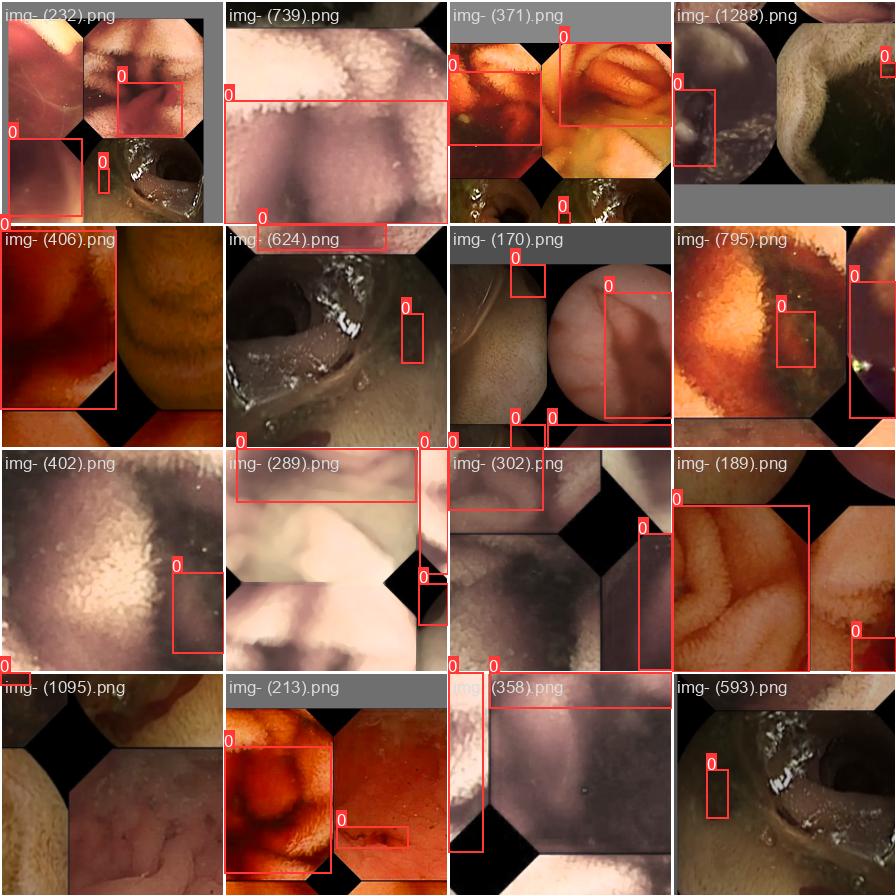 img- (232).png
img- (739).png
img- (371).png
img- (1288).png
0
0
0
0
0
0
0
0
0
0
img- (406).png
img- (624).png
img- (170).png
img- (795).png
0
0
0
0
0
0
0
0
0
img- (402).png
img- (289).png
img- (302).png
img- (189).png
0
0
0
0
0
0
0
0
0
img- (1095).png
img- (213).png
(358).png
img- (593).png
0
0
0
0
0
0